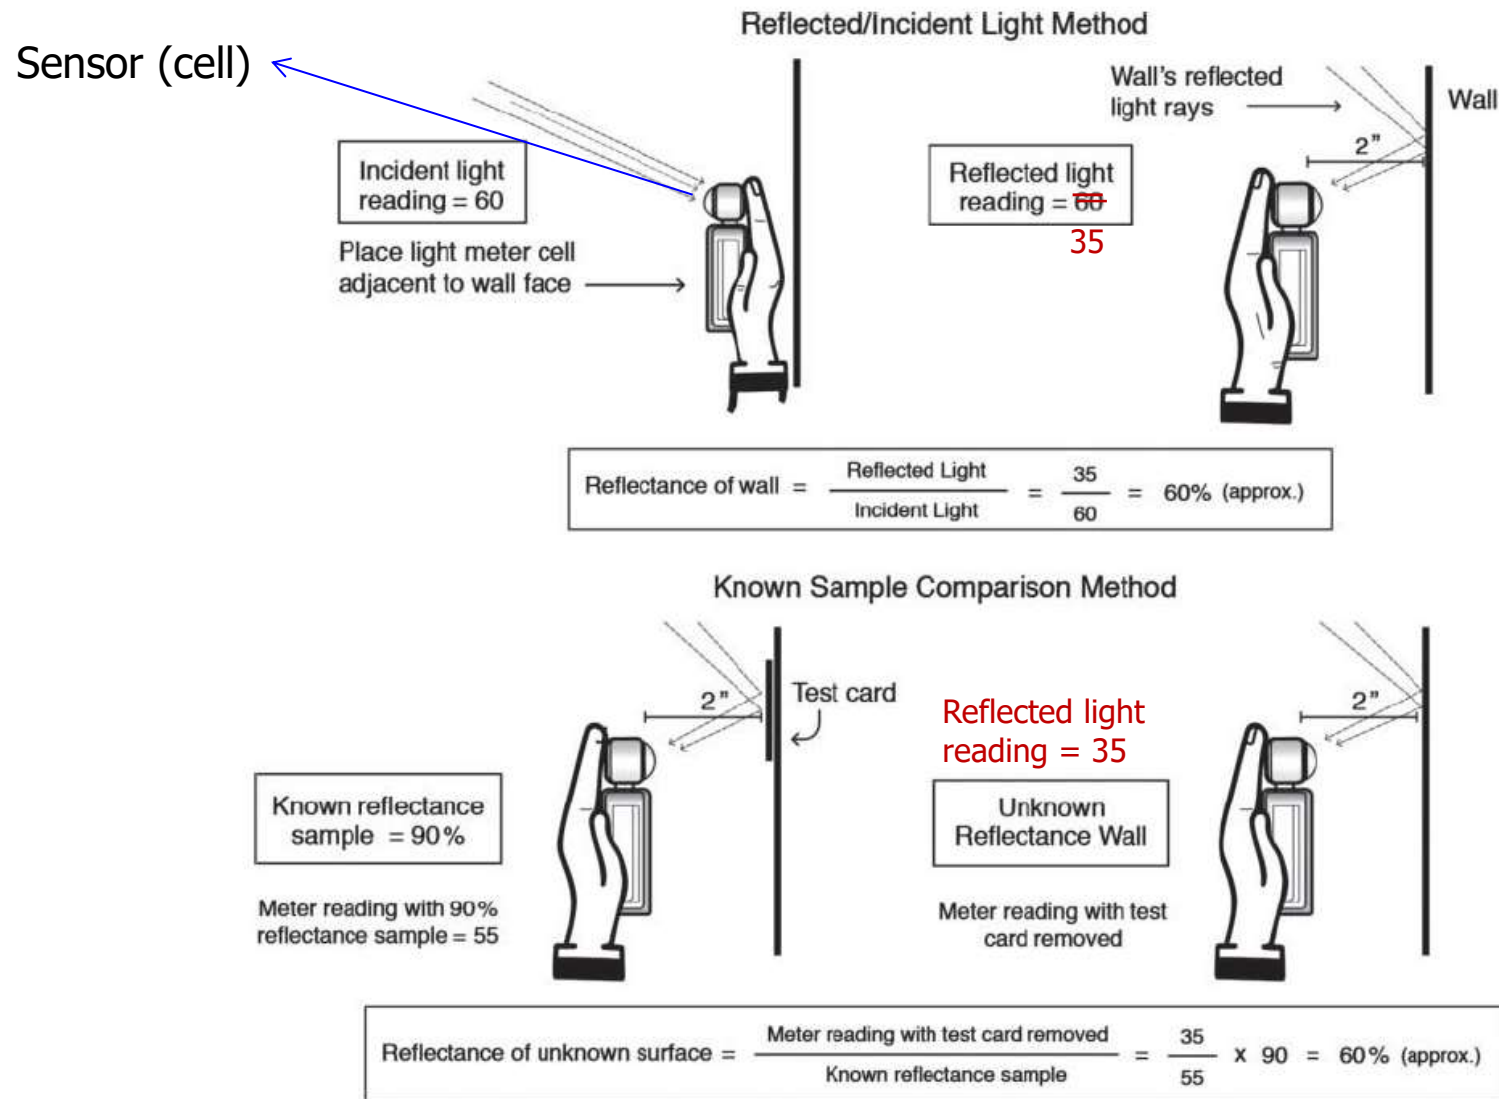 Reflected/Incident Light Method
Sensor (cell)
Incident light
reading = 60
Place light meter cell
adjacent to wall face
Wall's reflected
light rays
Wall
2"
Reflected light
reading = 60
35
Reflectance of wall = Reflected Light / Incident Light = 35 / 60 = 60% (approx.)
Known Sample Comparison Method
2"
Test card
Known reflectance
sample = 90%
Meter reading with 90%
reflectance sample = 55
Reflected light
reading = 35
2"
Unknown
Reflectance Wall
Meter reading with test
card removed
Reflectance of unknown surface = Meter reading with test card removed / Known reflectance sample = 35 / 55 x 90 = 60% (approx.)